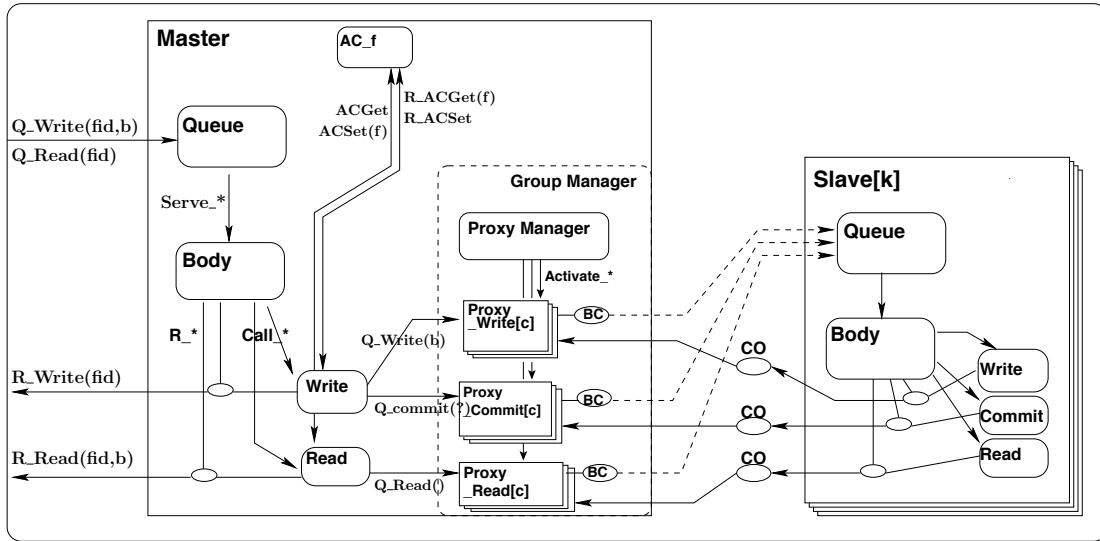 Master
AC_f
ACGet
ACSet(f)
R_ACGet(f)
R_ACSet
Q_Write(fid,b)
Q_Read(fid)
Queue
Serve_*
Body
R_*
Call_*
R_Write(fid)
Write
R_Read(fid,b)
Read
Group Manager
Proxy Manager
Activate_*
Q_Write(b)
Proxy
_Write[c]
BC
Q_commit(?)
Proxy
_Commit[c]
BC
Q_Read()
Proxy
_Read[c]
BC
CO
CO
CO
Slave[k]
Queue
Body
Write
Commit
Read